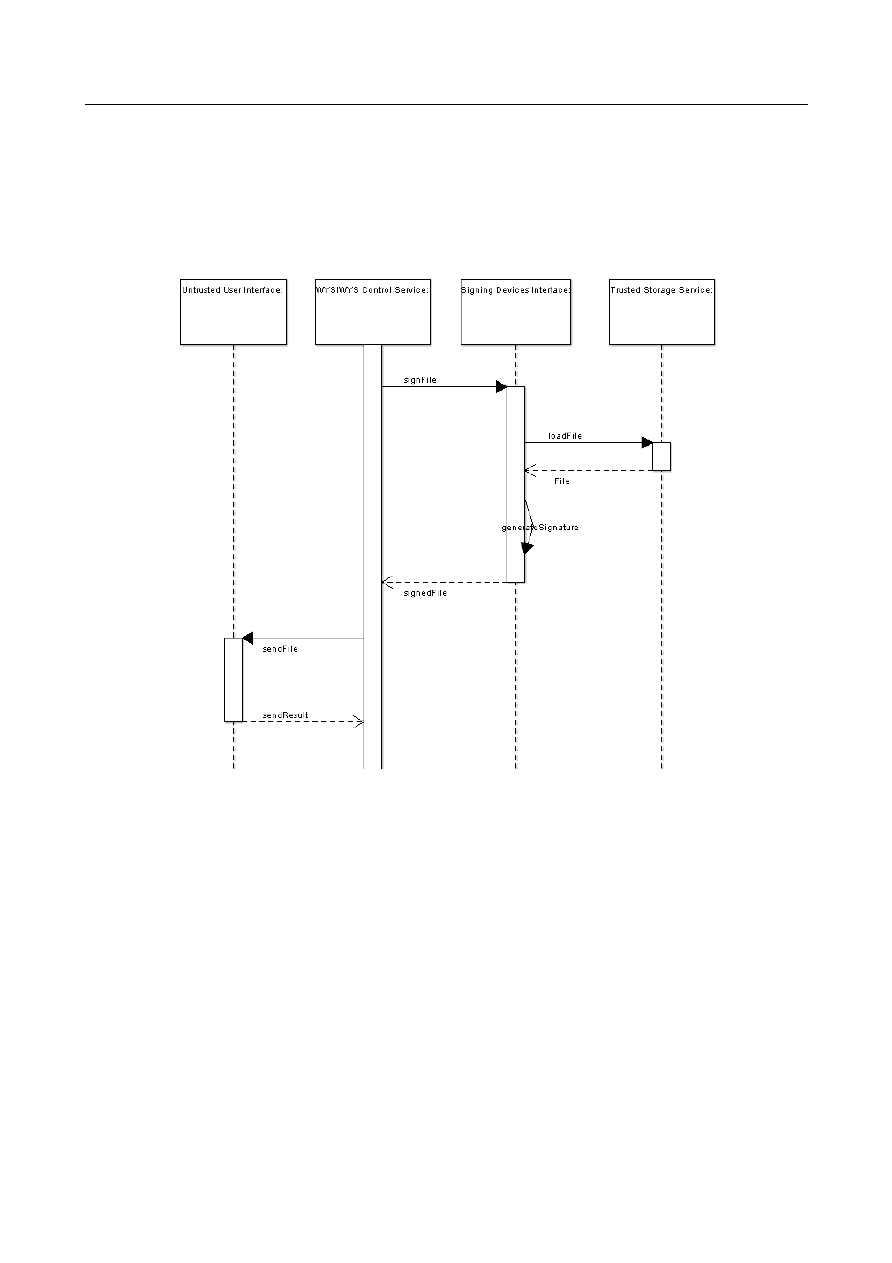 Untrusted User Interface:
WYSIWYS Control Service:
Signing Devices Interface:
Trusted Storage Service:
signFile
loadFile
File
generateSignature
signedFile
sendFile
sendResult